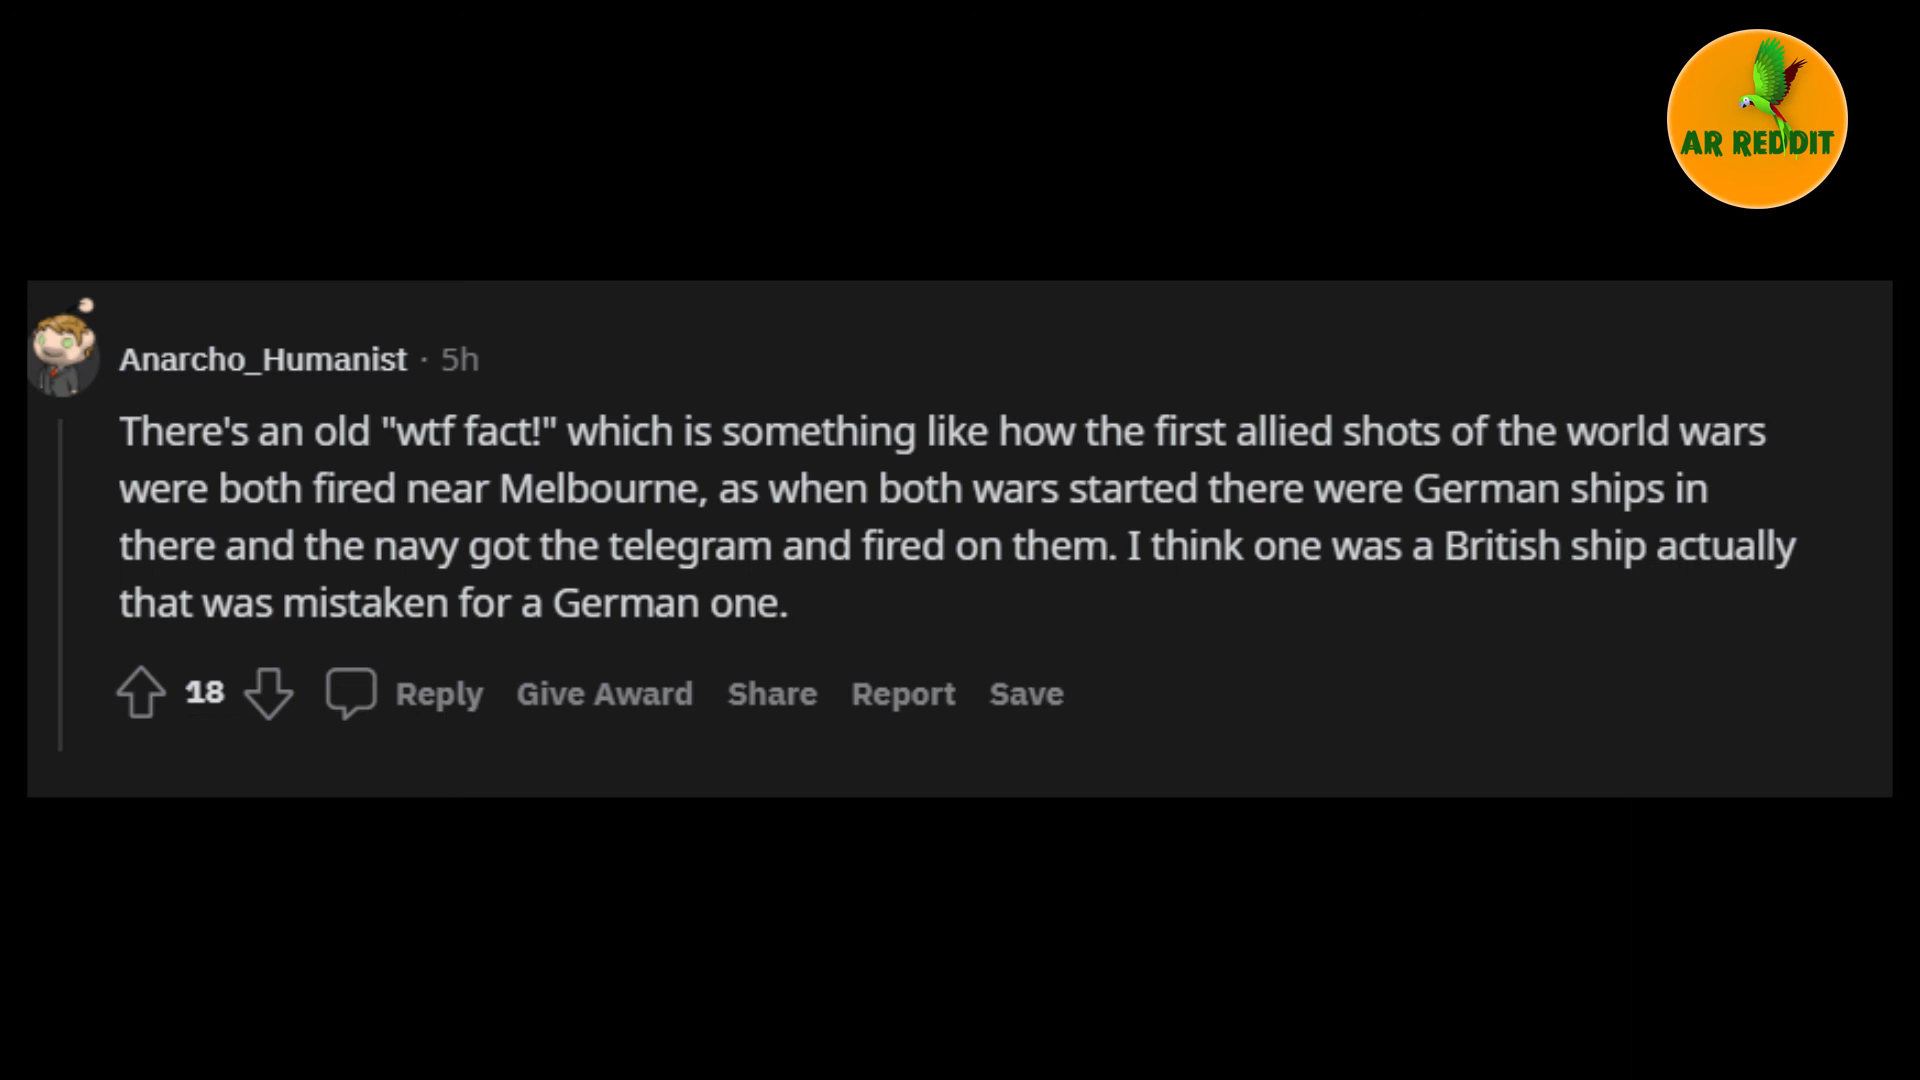 AR REDDIT
Anarcho_Humanist · 5h
There's an old "wtf fact!" which is something like how the first allied shots of the world wars
were both fired near Melbourne, as when both wars started there were German ships in
there and the navy got the telegram and fired on them. I think one was a British ship actually
that was mistaken for a German one.
18 Reply Give Award Share Report Save